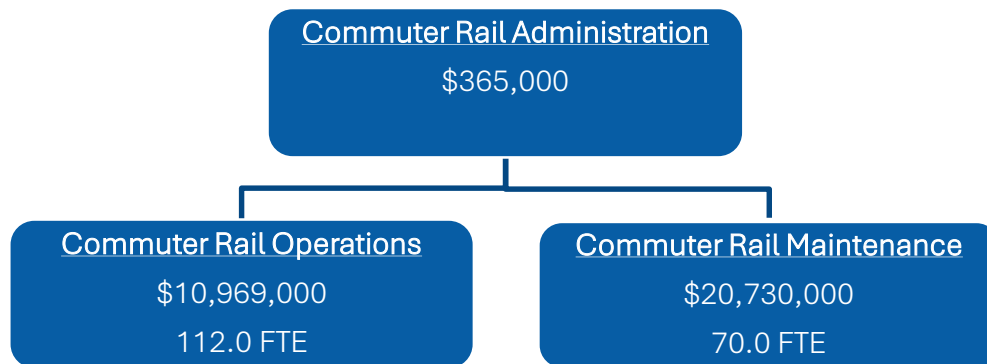 Commuter Rail Administration
$365,000
Commuter Rail Operations
$10,969,000
112.0 FTE
Commuter Rail Maintenance
$20,730,000
70.0 FTE